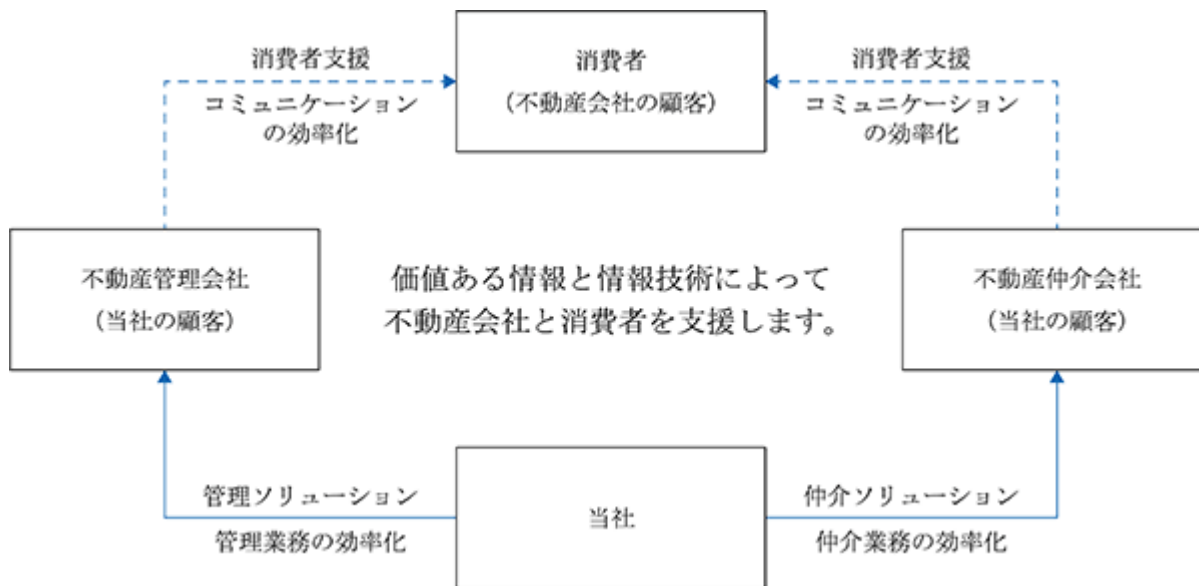 消費者支援
コミュニケーション
の効率化
消費者
（不動産会社の顧客）
消費者支援
コミュニケーション
の効率化
不動産管理会社
（当社の顧客）
価値ある情報と情報技術によって
不動産会社と消費者を支援します。
不動産仲介会社
（当社の顧客）
管理ソリューション
管理業務の効率化
当社
仲介ソリューション
仲介業務の効率化